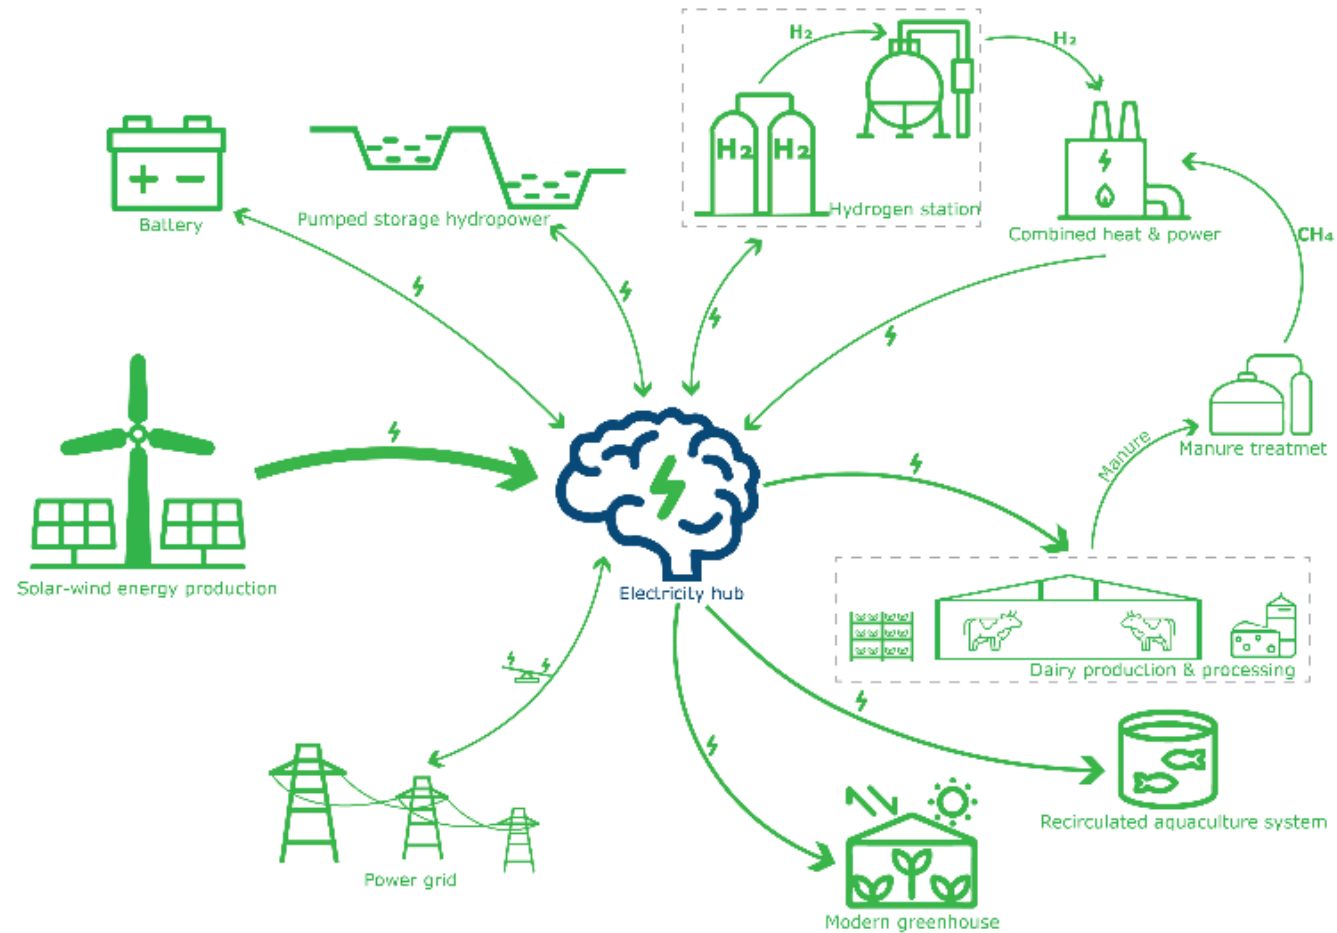 H₂
H₂
H₂ H₂
Hydrogen station
Battery
Pumped storage hydropower
Combined heat & power
CH₄
Manure treatmet
Manure
Solar-wind energy production
Electricity hub
Dairy production & processing
Recirculated aquaculture system
Power grid
Modern greenhouse